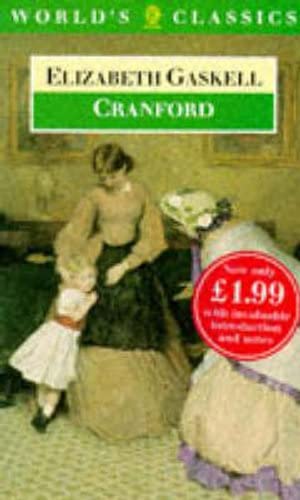 WORLD'S CLASSICS
ELIZABETH GASKELL
CRANFORD
Now only
£1.99
with invaluable
introduction
and notes